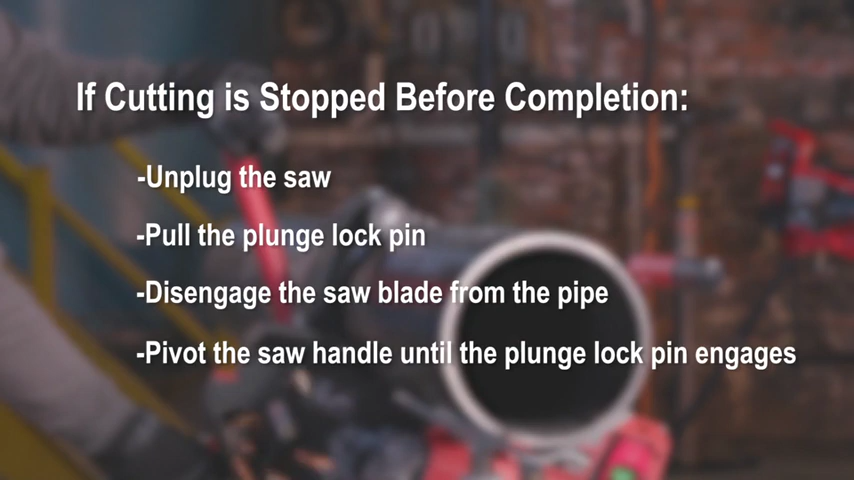 If Cutting is Stopped Before Completion:
-Unplug the saw
-Pull the plunge lock pin
-Disengage the saw blade from the pipe
-Pivot the saw handle until the plunge lock pin engages